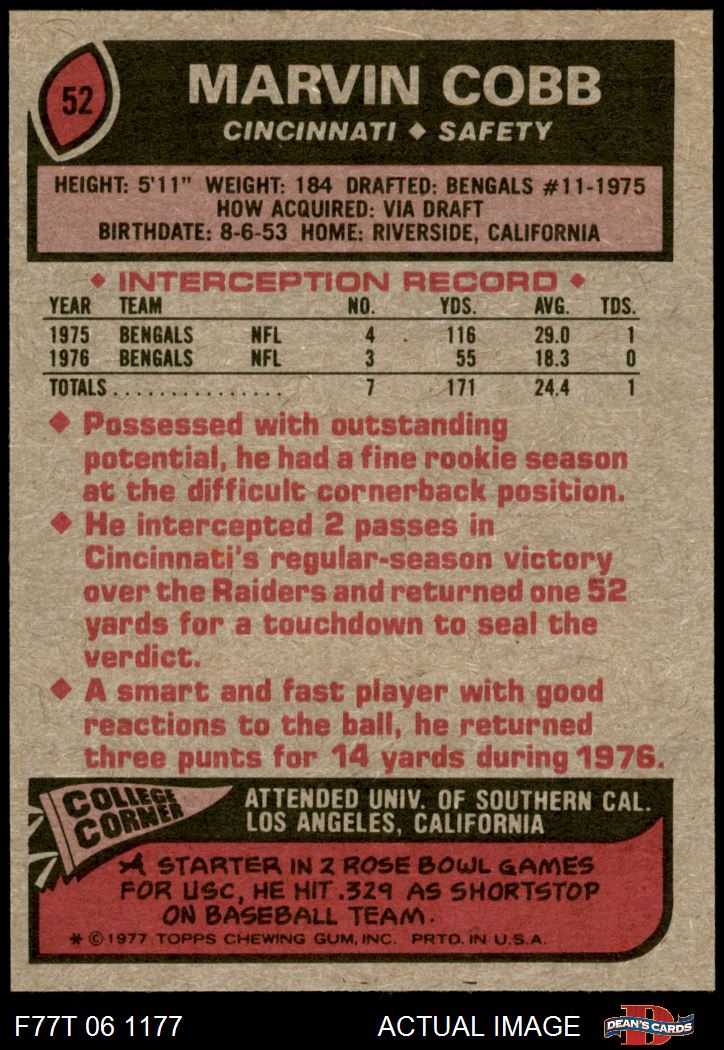 52
MARVIN COBB
CINCINNATI ◆ SAFETY
HEIGHT: 5'11" WEIGHT: 184 DRAFTED: BENGALS #11-1975
HOW ACQUIRED: VIA DRAFT
BIRTHDATE: 8-6-53 HOME: RIVERSIDE, CALIFORNIA
◆ INTERCEPTION RECORD ◆
YEAR TEAM NO. YDS. AVG. TDS.
1975 BENGALS NFL 4 116 29.0 1
1976 BENGALS NFL 3 55 18.3 0
TOTALS................ 7 171 24.4 1
◆ Possessed with outstanding
potential, he had a fine rookie season
at the difficult cornerback position.
◆ He intercepted 2 passes in
Cincinnati's regular-season victory
over the Raiders and returned one 52
yards for a touchdown to seal the
verdict.
◆ A smart and fast player with good
reactions to the ball, he returned
three punts for 14 yards during 1976.
COLLEGE
CORNER
ATTENDED UNIV. OF SOUTHERN CAL.
LOS ANGELES, CALIFORNIA
A STARTER IN 2 ROSE BOWL GAMES
FOR USC, HE HIT .329 AS SHORTSTOP
ON BASEBALL TEAM.
* © 1977 TOPPS CHEWING GUM, INC. PRTD. IN U.S.A.
F77T 06 1177 ACTUAL IMAGE
D
DEAN'S CARDS